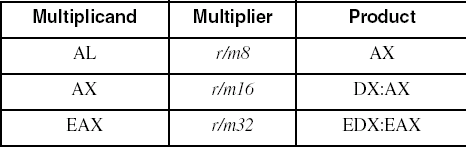 Multiplicand Multiplier Product
AL r/m8 AX
AX r/m16 DX:AX
EAX r/m32 EDX:EAX